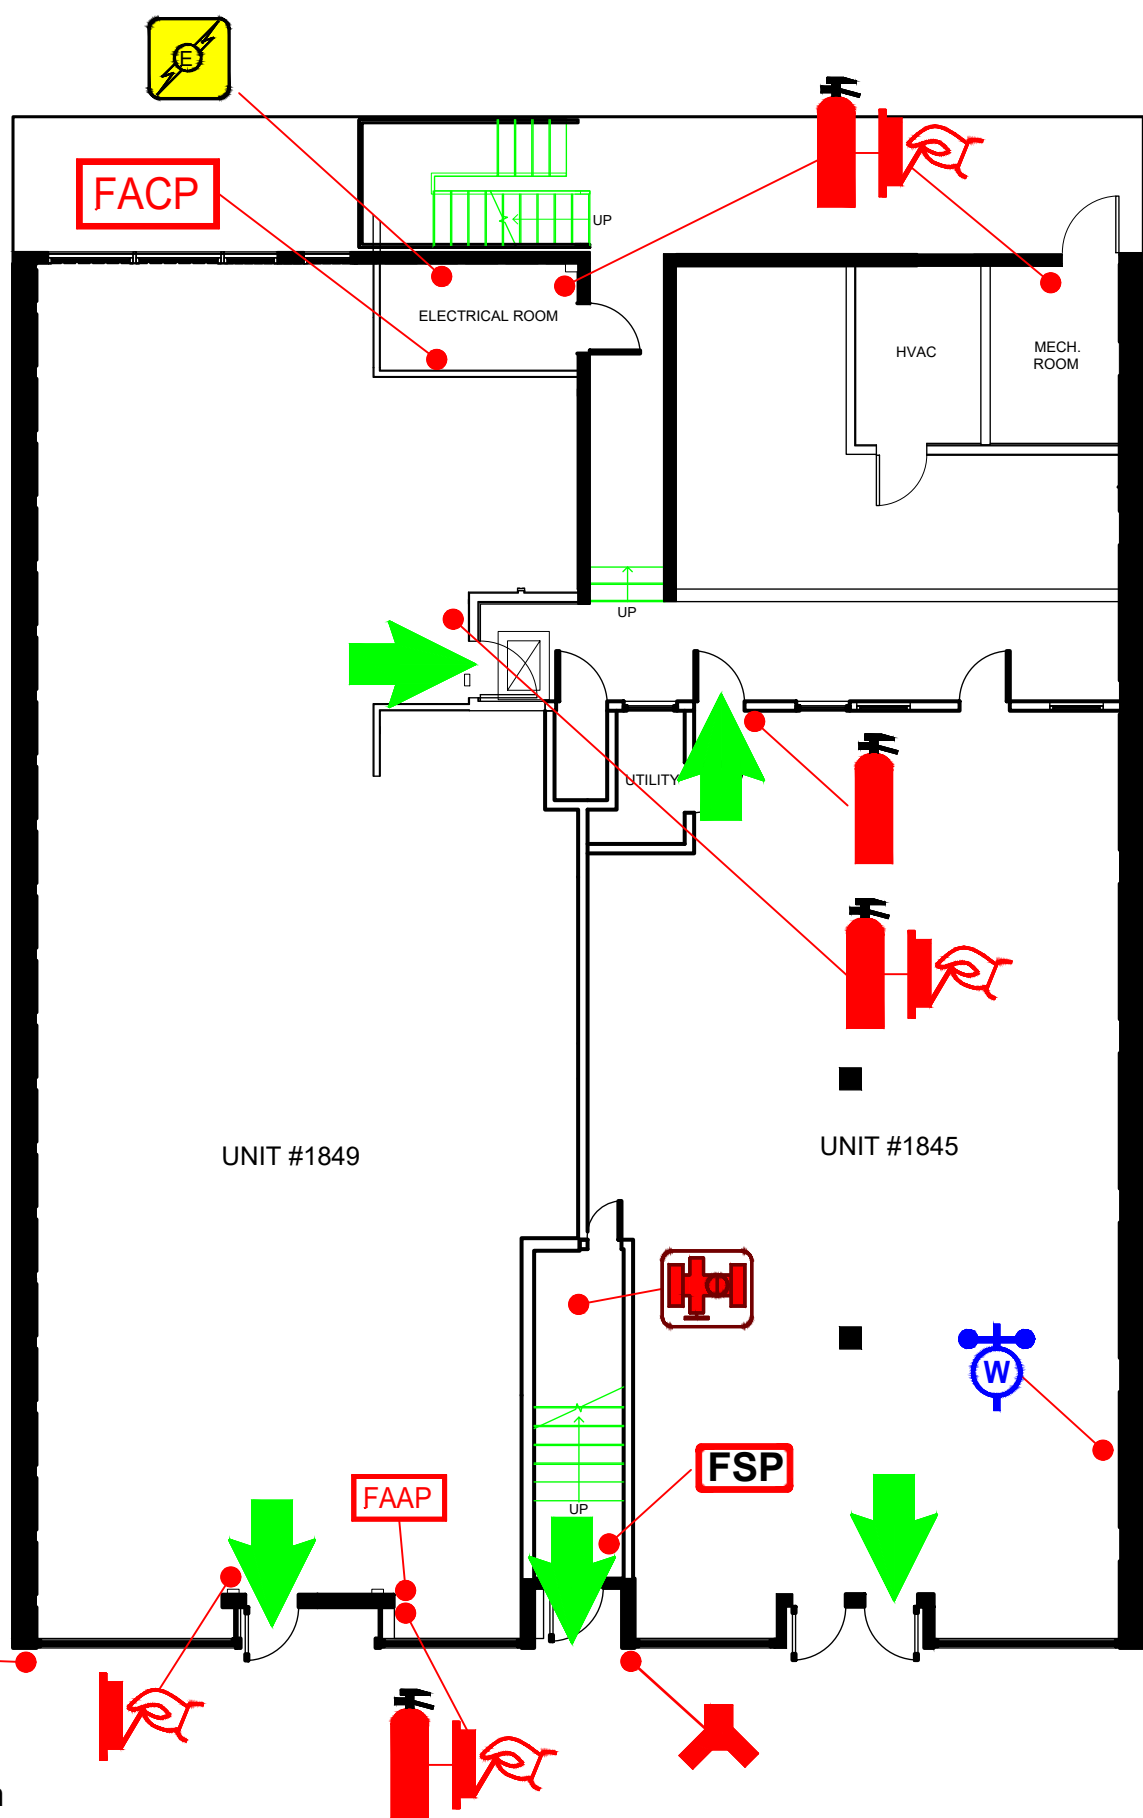 E
FACP
UP
ELECTRICAL ROOM
HVAC
MECH.
ROOM
UP
UTILITY
UNIT #1849
UNIT #1845
W
FSP
FAAP
UP